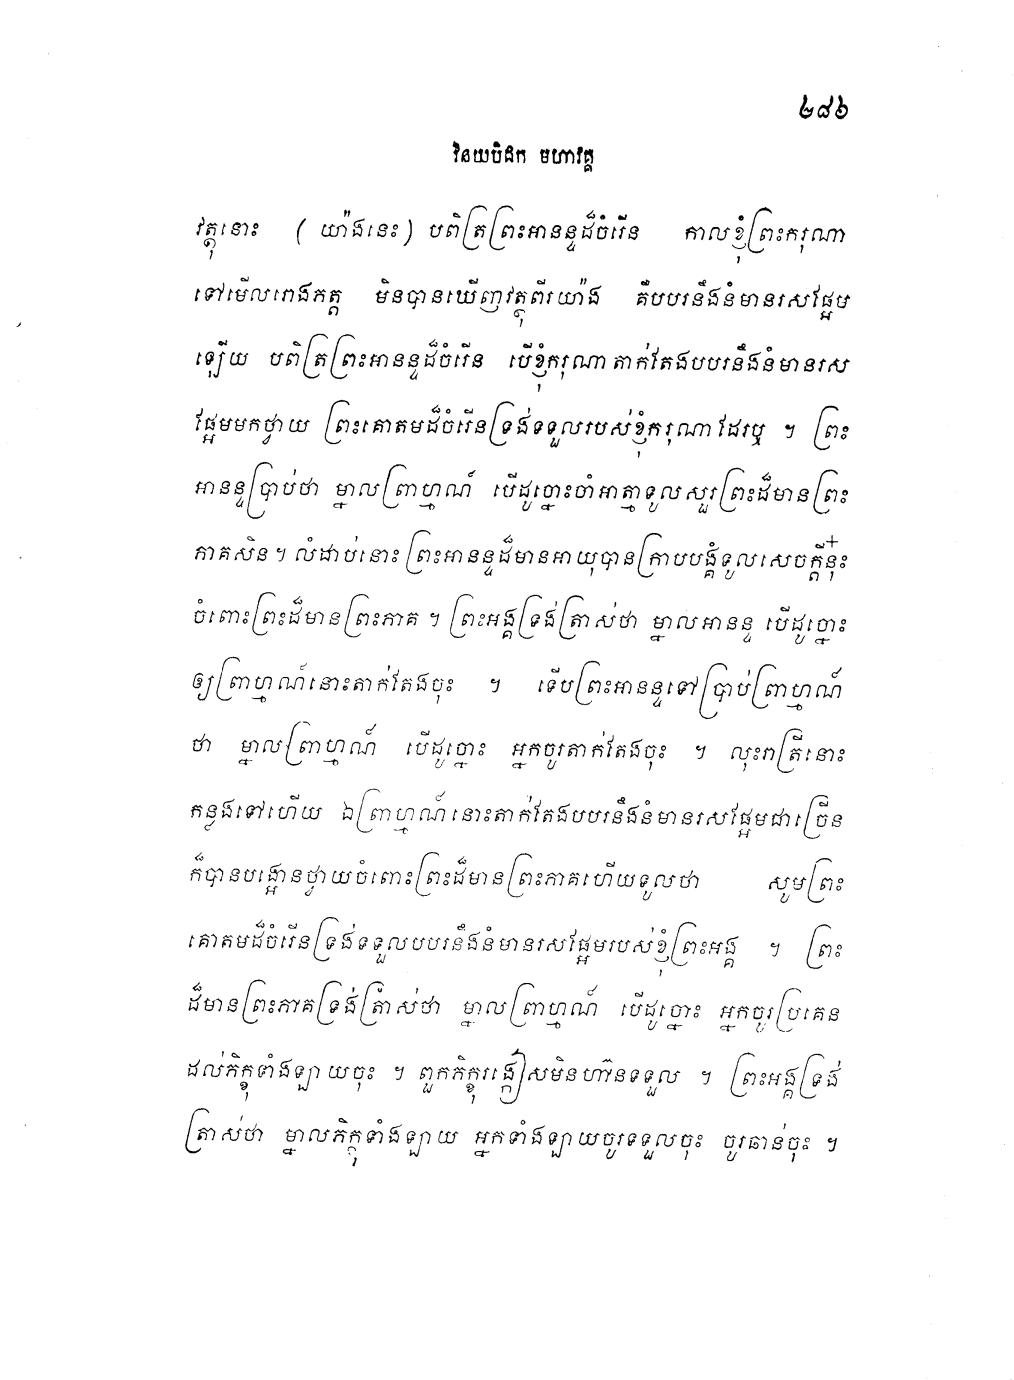 ២៨៦
វិនយបិដក មហាវគ្គ
វត្ថុនោះ ( យ៉ាងនេះ ) បពិត្រព្រះអានន្ទដ៏ចំរើន កាលខ្ញុំព្រះករុណា
ទៅមើលរោងភត្ត មិនបានឃើញវត្ថុពីរយ៉ាង គឺបបរនឹងនំមានរសផ្អែម
ឡើយ បពិត្រព្រះអានន្ទដ៏ចំរើន បើខ្ញុំករុណាតាក់តែងបបរនឹងនំមានរស
ផ្អែមមកថ្វាយ ព្រះគោតមដ៏ចំរើនទ្រង់ទទួលរបស់ខ្ញុំករុណាដែរឬ ។ ព្រះ
អានន្ទប្រាប់ថា ម្នាលព្រាហ្មណ៍ បើដូច្នោះចាំអាត្មាទូលសួរព្រះដ៏មានព្រះ
ភាគសិន ។ លំដាប់នោះ ព្រះអានន្ទដ៏មានអាយុបានក្រាបបង្គំទូលសេចក្តីនុ៎ះ
ចំពោះព្រះដ៏មានព្រះភាគ ។ ព្រះអង្គទ្រង់ត្រាស់ថា ម្នាលអានន្ទ បើដូច្នោះ
ឲ្យព្រាហ្មណ៍នោះតាក់តែងចុះ ។ ទើបព្រះអានន្ទទៅប្រាប់ព្រាហ្មណ៍
ថា ម្នាលព្រាហ្មណ៍ បើដូច្នោះ អ្នកចូរតាក់តែងចុះ ។ លុះរាត្រីនោះ
កន្លងទៅហើយ ឯព្រាហ្មណ៍នោះតាក់តែងបបរនឹងនំមានរសផ្អែមជាច្រើន
ក៏បានបង្អោនថ្វាយចំពោះព្រះដ៏មានព្រះភាគហើយទូលថា សូមព្រះ
គោតមដ៏ចំរើនទ្រង់ទទួលបបរនឹងនំមានរសផ្អែមរបស់ខ្ញុំព្រះអង្គ ។ ព្រះ
ដ៏មានព្រះភាគទ្រង់ត្រាស់ថា ម្នាលព្រាហ្មណ៍ បើដូច្នោះ អ្នកចូរប្រគេន
ដល់ភិក្ខុទាំងឡាយចុះ ។ ពួកភិក្ខុរង្កៀសមិនហ៊ានទទួល ។ ព្រះអង្គទ្រង់
ត្រាស់ថា ម្នាលភិក្ខុទាំងឡាយ អ្នកទាំងឡាយចូរទទួលចុះ ចូរឆាន់ចុះ ។